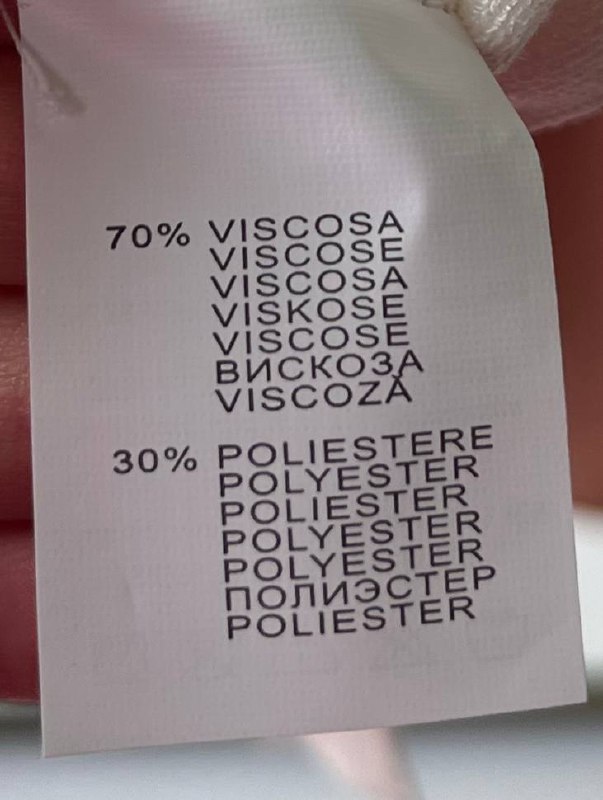 70% VISCOSA
VISCOSE
VISCOSA
VISKOSE
VISCOSE
ВИСКОЗА
VISCOZĂ
30% POLIESTERE
POLYESTER
POLIESTER
POLYESTER
POLYESTER
ПОЛИЭСТЕР
POLIESTER